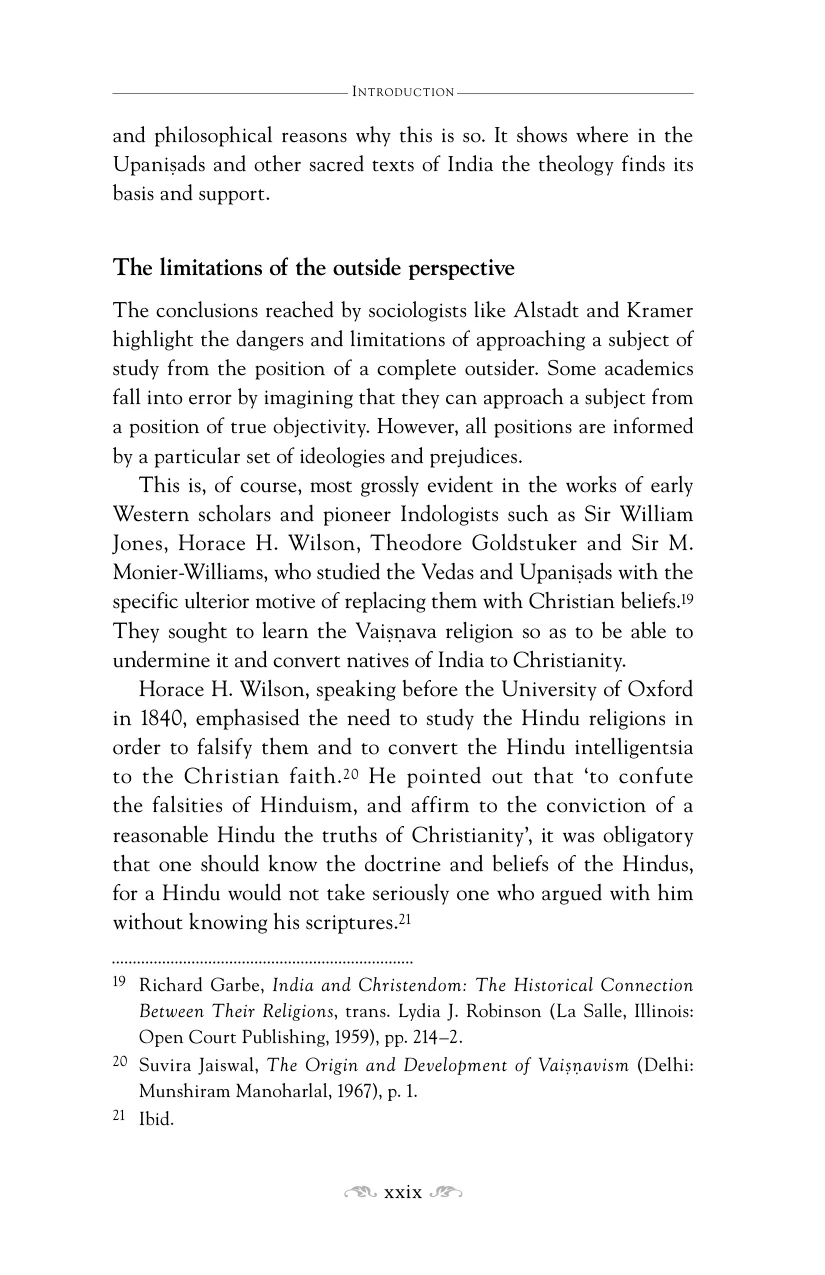 Introduction
and philosophical reasons why this is so. It shows where in the
Upaniṣads and other sacred texts of India the theology finds its
basis and support.
The limitations of the outside perspective
The conclusions reached by sociologists like Alstadt and Kramer
highlight the dangers and limitations of approaching a subject of
study from the position of a complete outsider. Some academics
fall into error by imagining that they can approach a subject from
a position of true objectivity. However, all positions are informed
by a particular set of ideologies and prejudices.
This is, of course, most grossly evident in the works of early
Western scholars and pioneer Indologists such as Sir William
Jones, Horace H. Wilson, Theodore Goldstuker and Sir M.
Monier-Williams, who studied the Vedas and Upaniṣads with the
specific ulterior motive of replacing them with Christian beliefs.19
They sought to learn the Vaiṣṇava religion so as to be able to
undermine it and convert natives of India to Christianity.
Horace H. Wilson, speaking before the University of Oxford
in 1840, emphasised the need to study the Hindu religions in
order to falsify them and to convert the Hindu intelligentsia
to the Christian faith.20 He pointed out that ‘to confute
the falsities of Hinduism, and affirm to the conviction of a
reasonable Hindu the truths of Christianity’, it was obligatory
that one should know the doctrine and beliefs of the Hindus,
for a Hindu would not take seriously one who argued with him
without knowing his scriptures.21
19 Richard Garbe, India and Christendom: The Historical Connection
Between Their Religions, trans. Lydia J. Robinson (La Salle, Illinois:
Open Court Publishing, 1959), pp. 214–2.
20 Suvira Jaiswal, The Origin and Development of Vaiṣṇavism (Delhi:
Munshiram Manoharlal, 1967), p. 1.
21 Ibid.
xxix